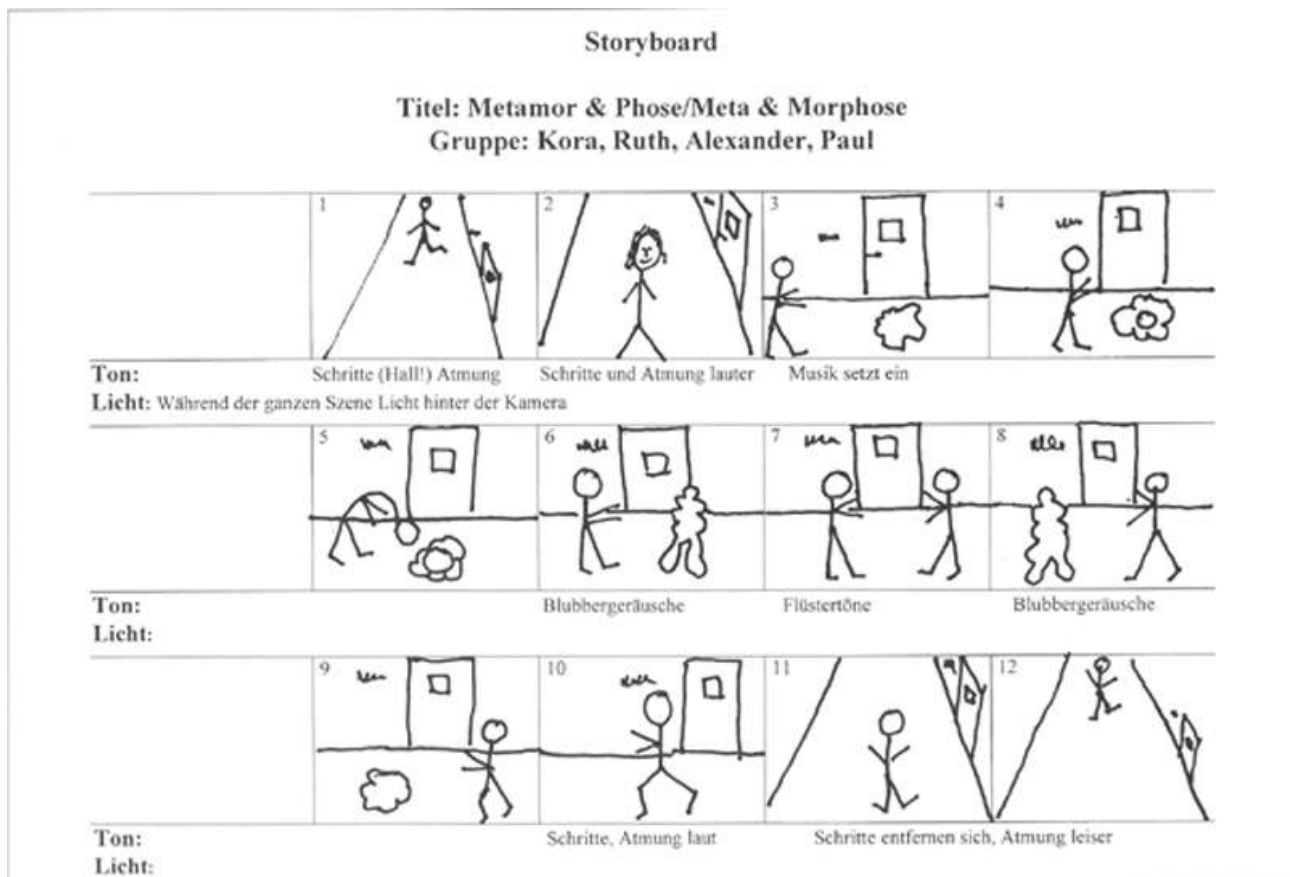 Storyboard
Titel: Metamor & Phose/Meta & Morphose
Gruppe: Kora, Ruth, Alexander, Paul
1 2 3 4
Ton: Schritte (Hall!) Atmung Schritte und Atmung lauter Musik setzt ein
Licht: Während der ganzen Szene Licht hinter der Kamera
5 6 7 8
Ton: Blubbergeräusche Flüstertöne Blubbergeräusche
Licht:
9 10 11 12
Ton: Schritte, Atmung laut Schritte entfernen sich, Atmung leiser
Licht: